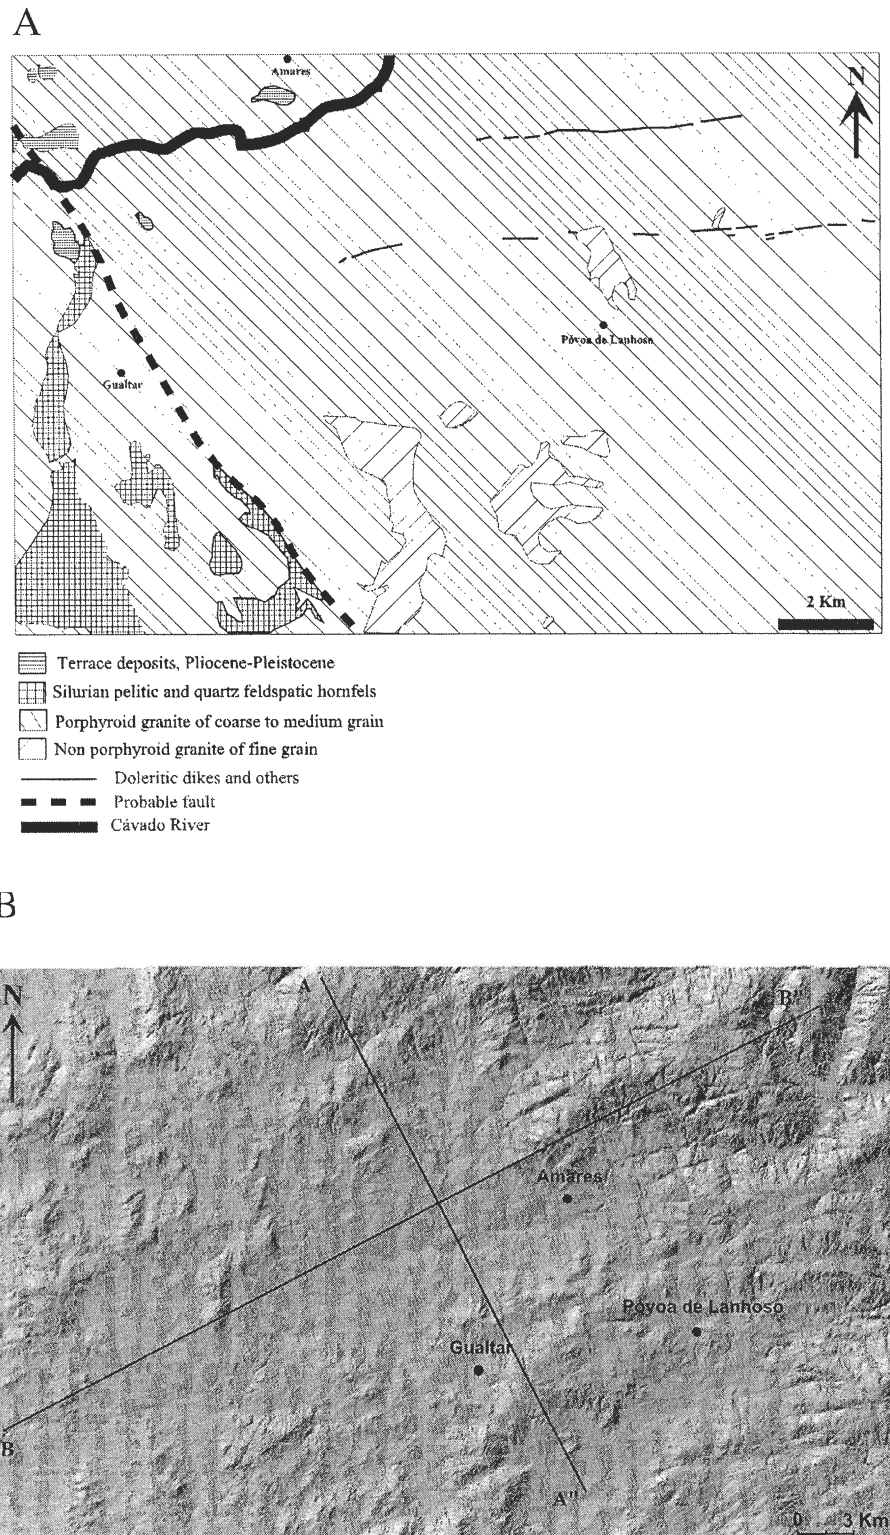 A
Amares
N
Póvoa de Lanhoso
Gualtar
2 Km
Terrace deposits, Pliocene-Pleistocene
Silurian pelitic and quartz feldspatic hornfels
Porphyroid granite of coarse to medium grain
Non porphyroid granite of fine grain
Doleritic dikes and others
Probable fault
Cávado River
B
N
A
B"
Amares
Póvoa de Lanhoso
Gualtar
B
A"
0 3 Km